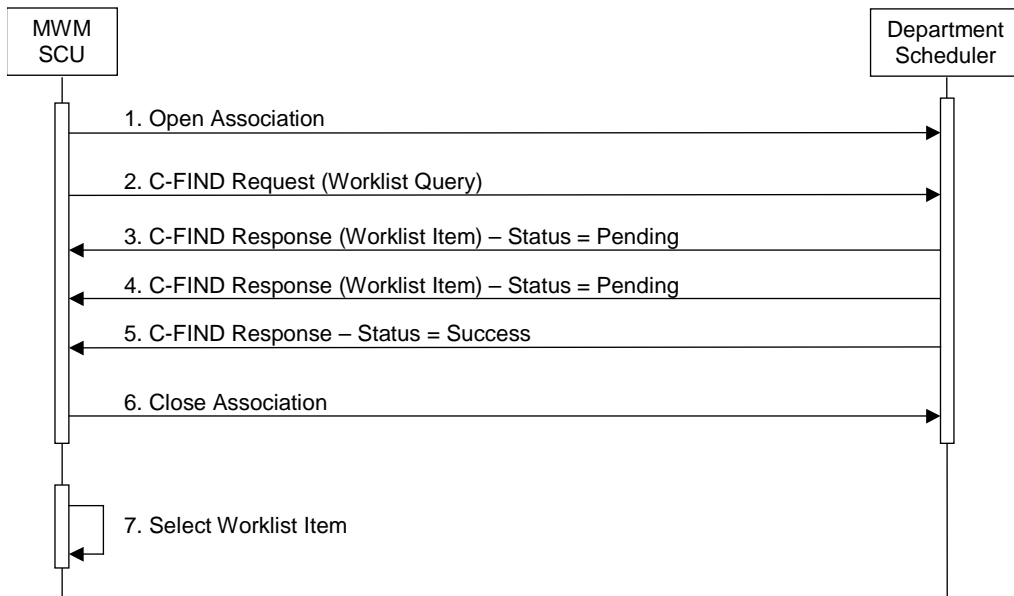 MWM
SCU
Department
Scheduler
1. Open Association
2. C-FIND Request (Worklist Query)
3. C-FIND Response (Worklist Item) – Status = Pending
4. C-FIND Response (Worklist Item) – Status = Pending
5. C-FIND Response – Status = Success
6. Close Association
7. Select Worklist Item